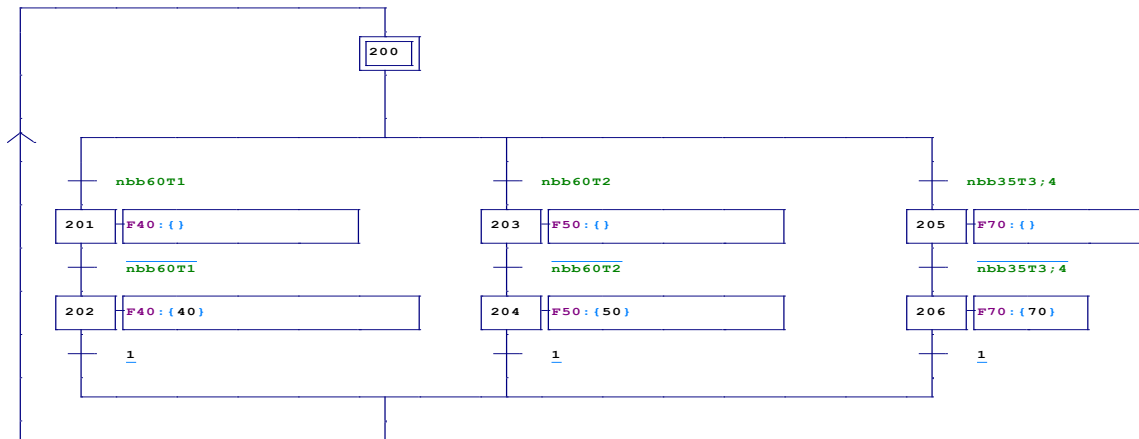 200
nbb60T1 nbb60T2 nbb35T3;4
201 F40:{} 203 F50:{} 205 F70:{}
nbb60T1 nbb60T2 nbb35T3;4
202 F40:{40} 204 F50:{50} 206 F70:{70}
1 1 1